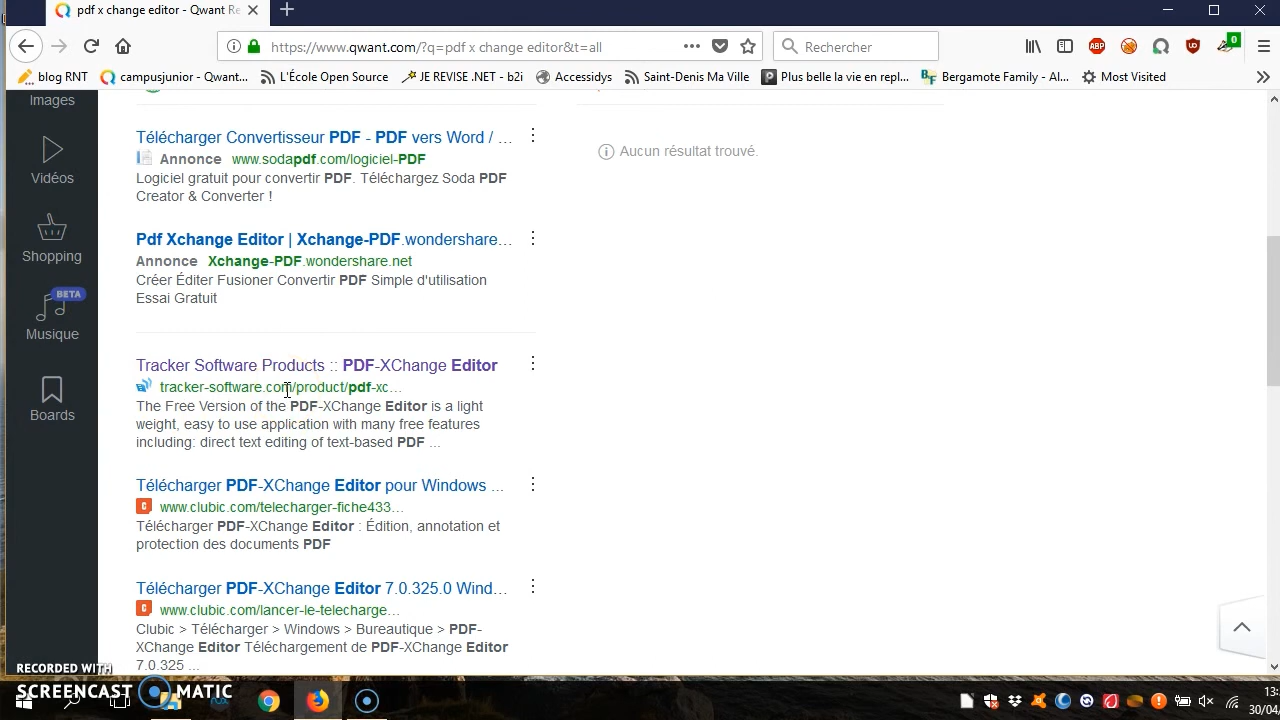 pdf x change editor - Qwant Re
https://www.qwant.com/?q=pdf x change editor&t=all
Rechercher
ABP
0
blog RNT
campusjunior - Qwant...
L'École Open Source
JE REVISE .NET - b2i
Accessidys
Saint-Denis Ma Ville
Plus belle la vie en repl...
Bergamote Family - Al...
Most Visited
Images
Vidéos
Shopping
BETA
Musique
Boards
Télécharger Convertisseur PDF - PDF vers Word / ...
Annonce www.sodapdf.com/logiciel-PDF
Logiciel gratuit pour convertir PDF. Téléchargez Soda PDF
Creator & Converter !
Pdf Xchange Editor | Xchange-PDF.wondershare...
Annonce Xchange-PDF.wondershare.net
Créer Éditer Fusioner Convertir PDF Simple d'utilisation
Essai Gratuit
Tracker Software Products :: PDF-XChange Editor
tracker-software.com/product/pdf-xc...
The Free Version of the PDF-XChange Editor is a light
weight, easy to use application with many free features
including: direct text editing of text-based PDF ...
Télécharger PDF-XChange Editor pour Windows ...
www.clubic.com/telecharger-fiche433...
Télécharger PDF-XChange Editor : Édition, annotation et
protection des documents PDF
Télécharger PDF-XChange Editor 7.0.325.0 Wind...
www.clubic.com/lancer-le-telecharge...
Clubic > Télécharger > Windows > Bureautique > PDF-
XChange Editor Téléchargement de PDF-XChange Editor
7.0.325 ...
Aucun résultat trouvé.
RECORDED WITH
SCREENCAST MATIC
13:
30/04